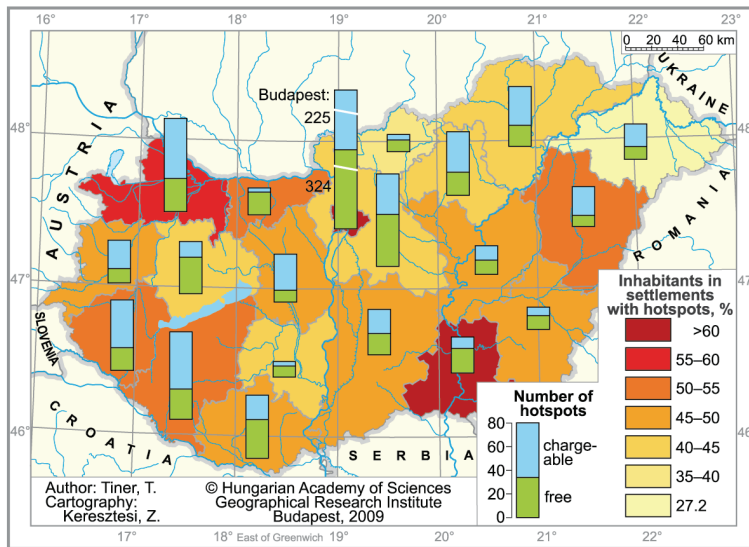 16° 17° 18° 19° 20° 21° 22° 23°
0 20 40 60 km
UKRAINE
AUSTRIA
Budapest:
225
324
48° 48°
ROMANIA
47° 47°
SLOVENIA
Inhabitants in
settlements
with hotspots, %
>60
55–60
50–55
45–50
40–45
35–40
27.2
Number of
hotspots
80
60
40
20
0
charge-
able
free
46° 46°
CROATIA
SERBIA
Author: Tiner, T.
Cartography:
Keresztesi, Z.
© Hungarian Academy of Sciences
Geographical Research Institute
Budapest, 2009
17° 18° East of Greenwich 19° 20° 21° 22°